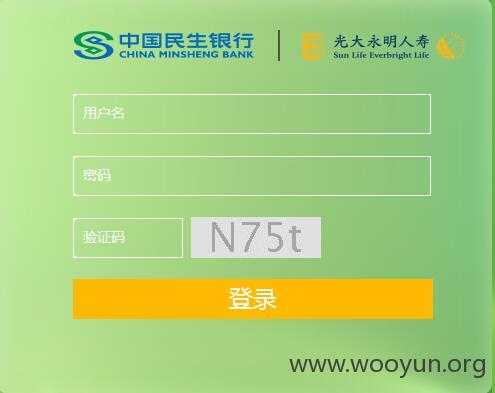 中国民生银行 光大永明人寿
CHINA MINSHENG BANK Sun Life Everbright Life
用户名
密码
验证码 N75t
登录
www.wooyun.org